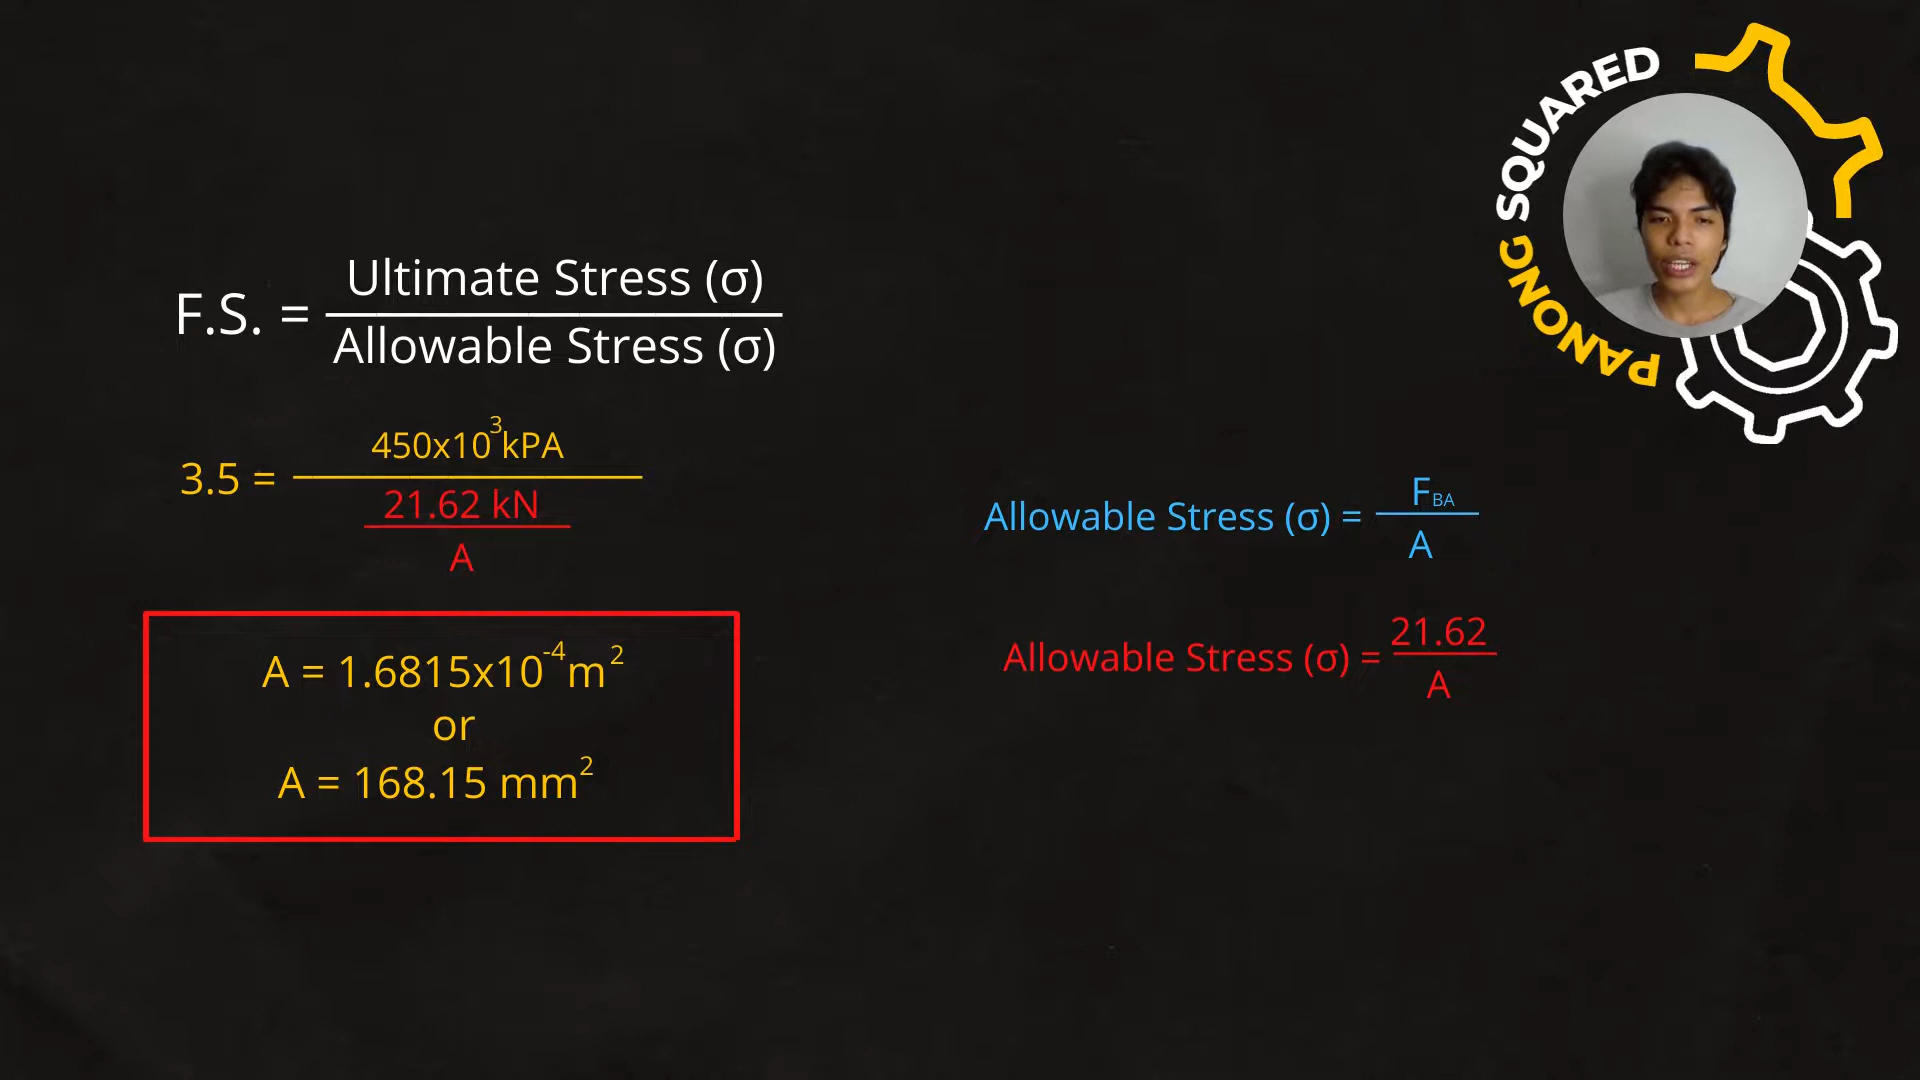 PANONG SQUARED
F.S. = Ultimate Stress (σ) / Allowable Stress (σ)
3.5 = 450x10³kPA / (21.62 kN / A)
Allowable Stress (σ) = F_BA / A
Allowable Stress (σ) = 21.62 / A
A = 1.6815x10⁻⁴m²
or
A = 168.15 mm²